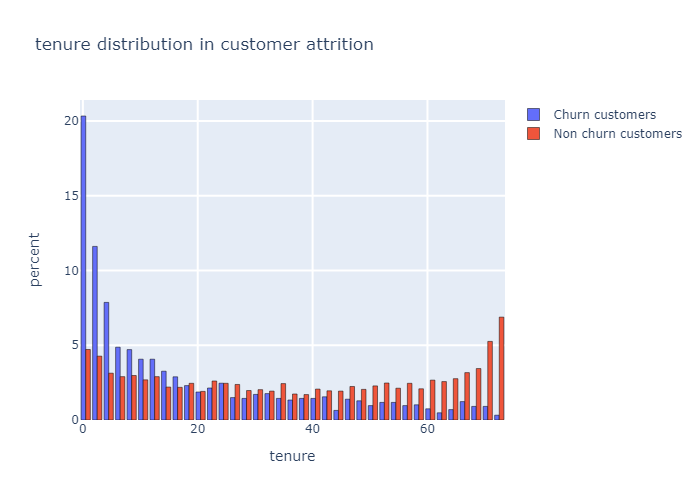 tenure distribution in customer attrition
Churn customers
Non churn customers
20
15
10
5
0
percent
0 20 40 60
tenure